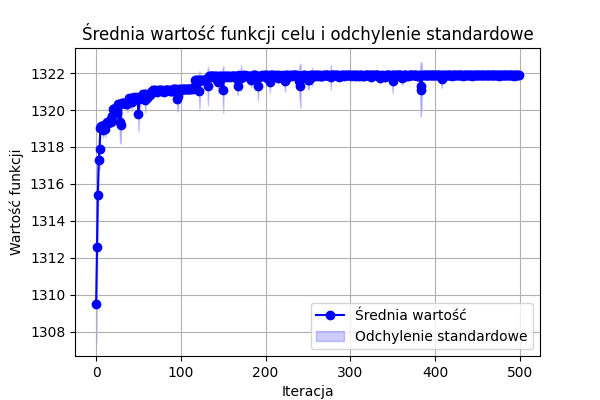 Średnia wartość funkcji celu i odchylenie standardowe
1322
1320
1318
1316
1314
1312
1310
1308
Wartość funkcji
0 100 200 300 400 500
Iteracja
Średnia wartość
Odchylenie standardowe